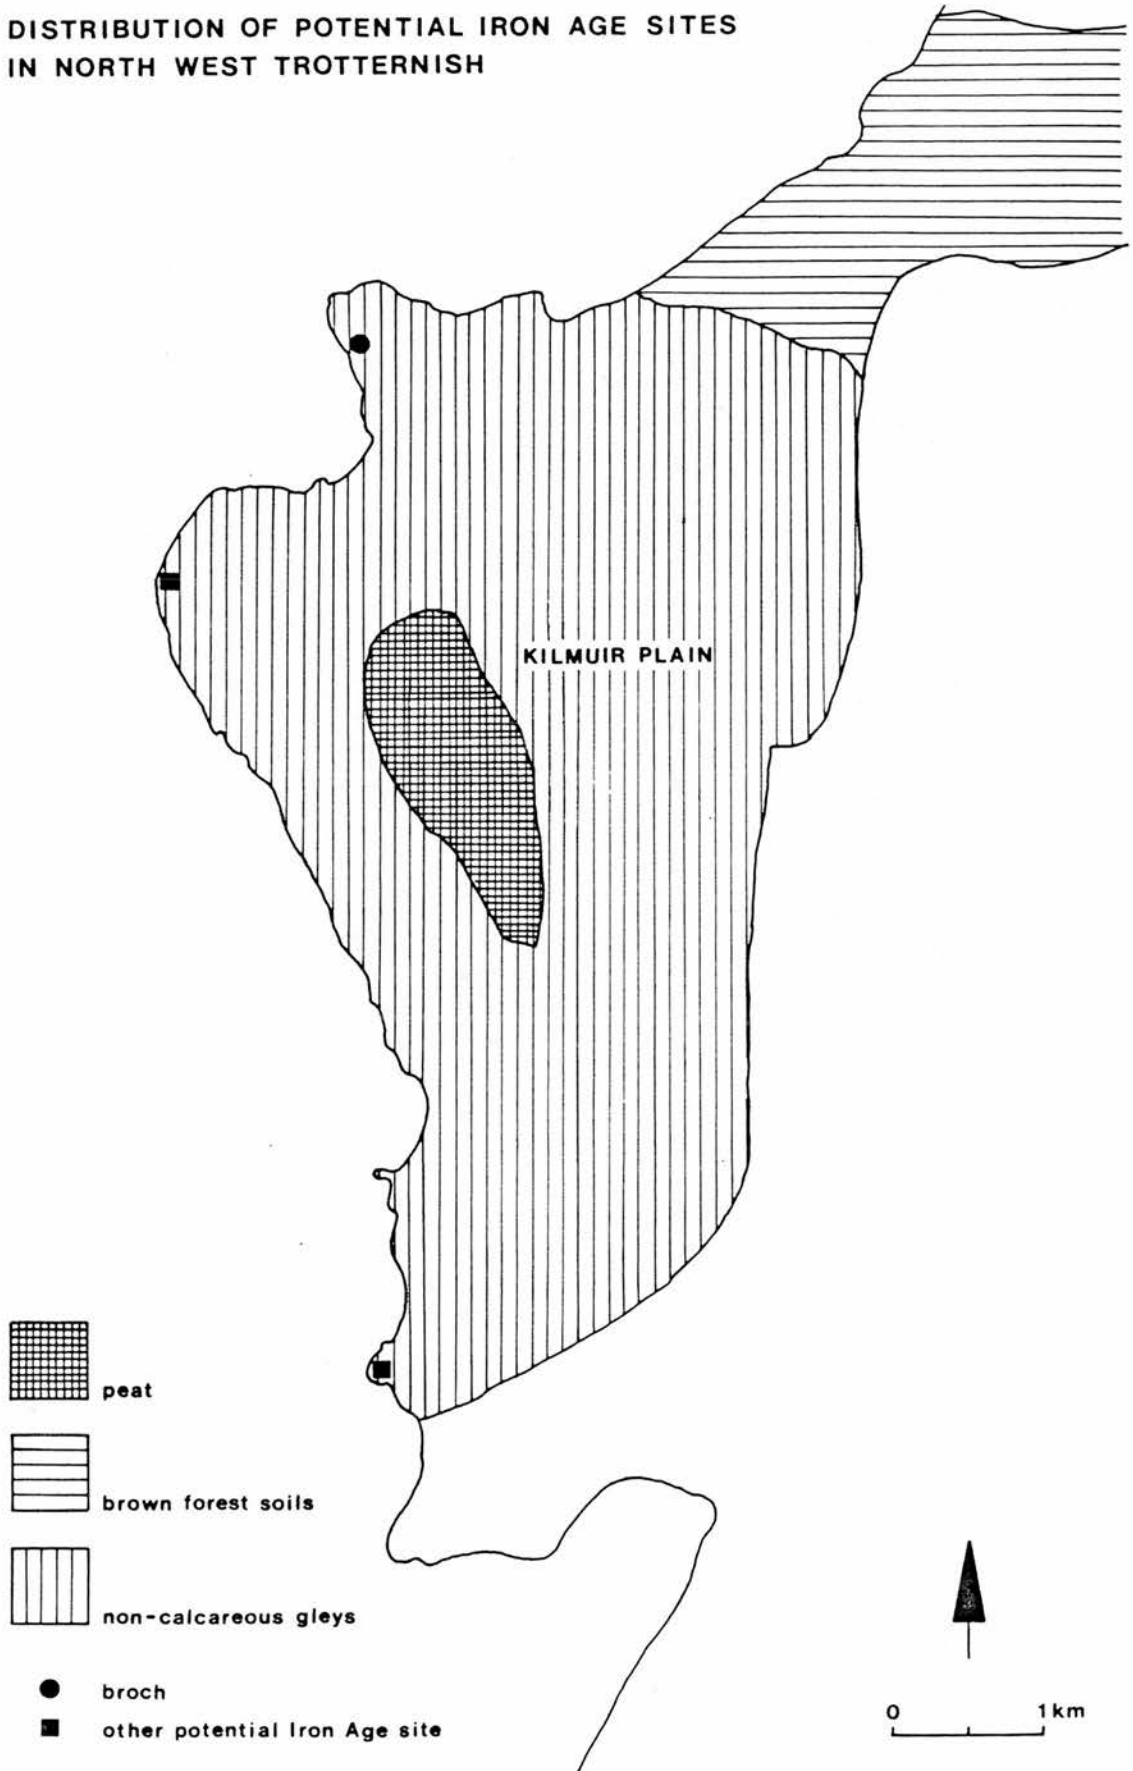 DISTRIBUTION OF POTENTIAL IRON AGE SITES
IN NORTH WEST TROTTERNISH
KILMUIR PLAIN
peat
brown forest soils
non-calcareous gleys
broch
other potential Iron Age site
0 1km